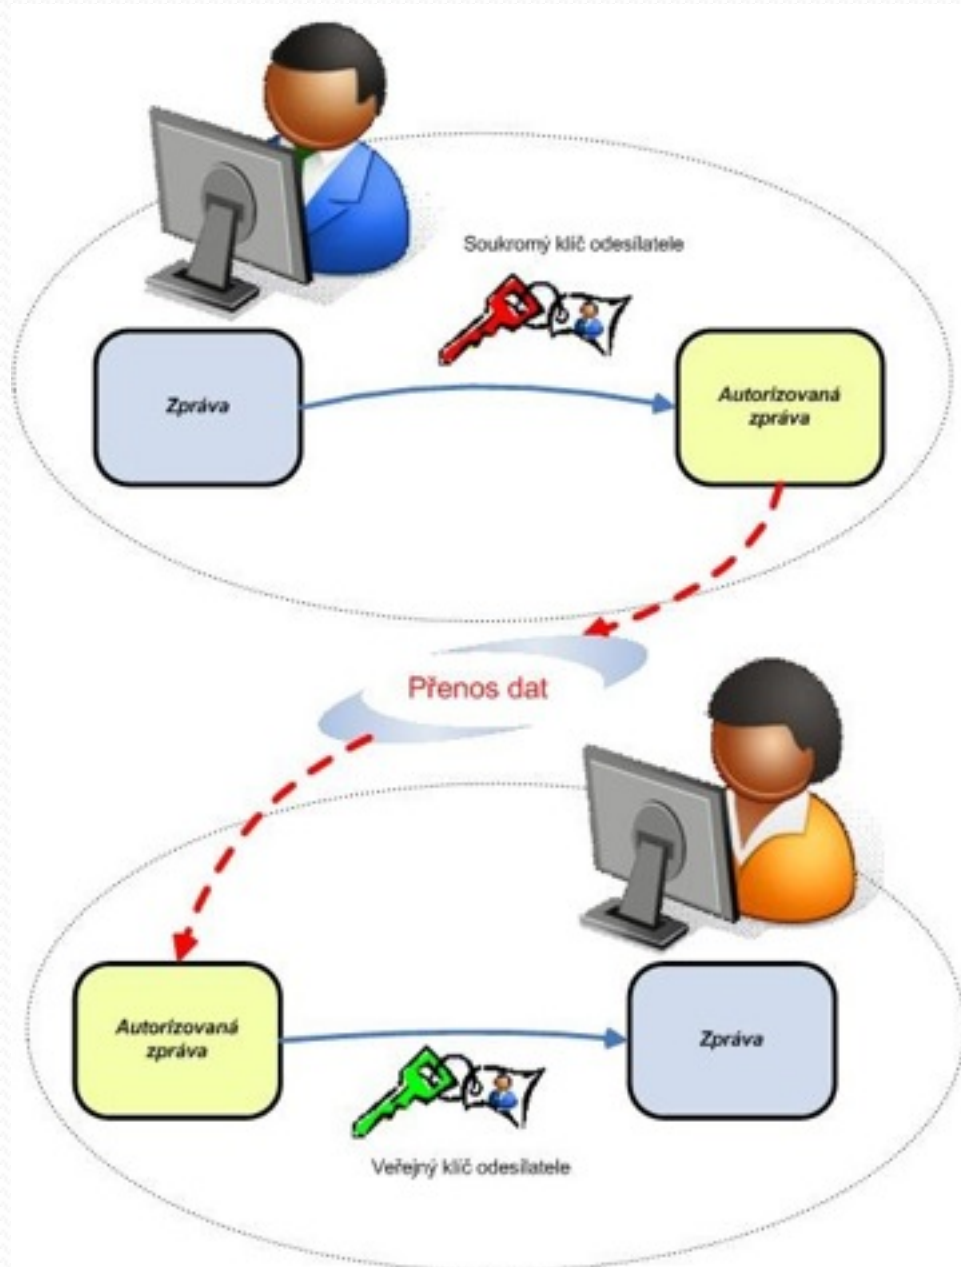 Soukromý klíč odesílatele
Zpráva
Autorizovaná
zpráva
Přenos dat
Autorizovaná
zpráva
Zpráva
Veřejný klíč odesílatele